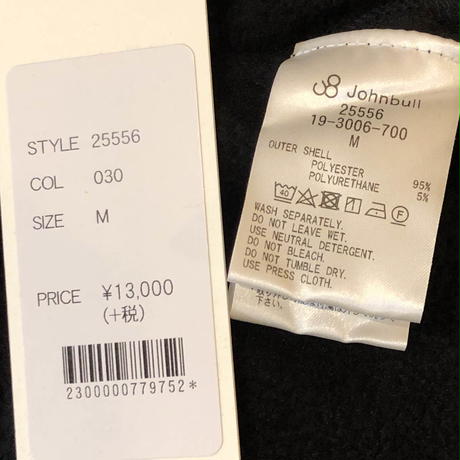 STYLE 25556
COL 030
SIZE M
PRICE ¥13,000
(+税)
2300000779752*
Johnbull
25556
19-3006-700
M
OUTER SHELL
POLYESTER 95%
POLYURETHANE 5%
40
F
WASH SEPARATELY.
DO NOT LEAVE WET.
USE NEUTRAL DETERGENT.
DO NOT BLEACH.
DO NOT TUMBLE DRY.
USE PRESS CLOTH.
下さい。